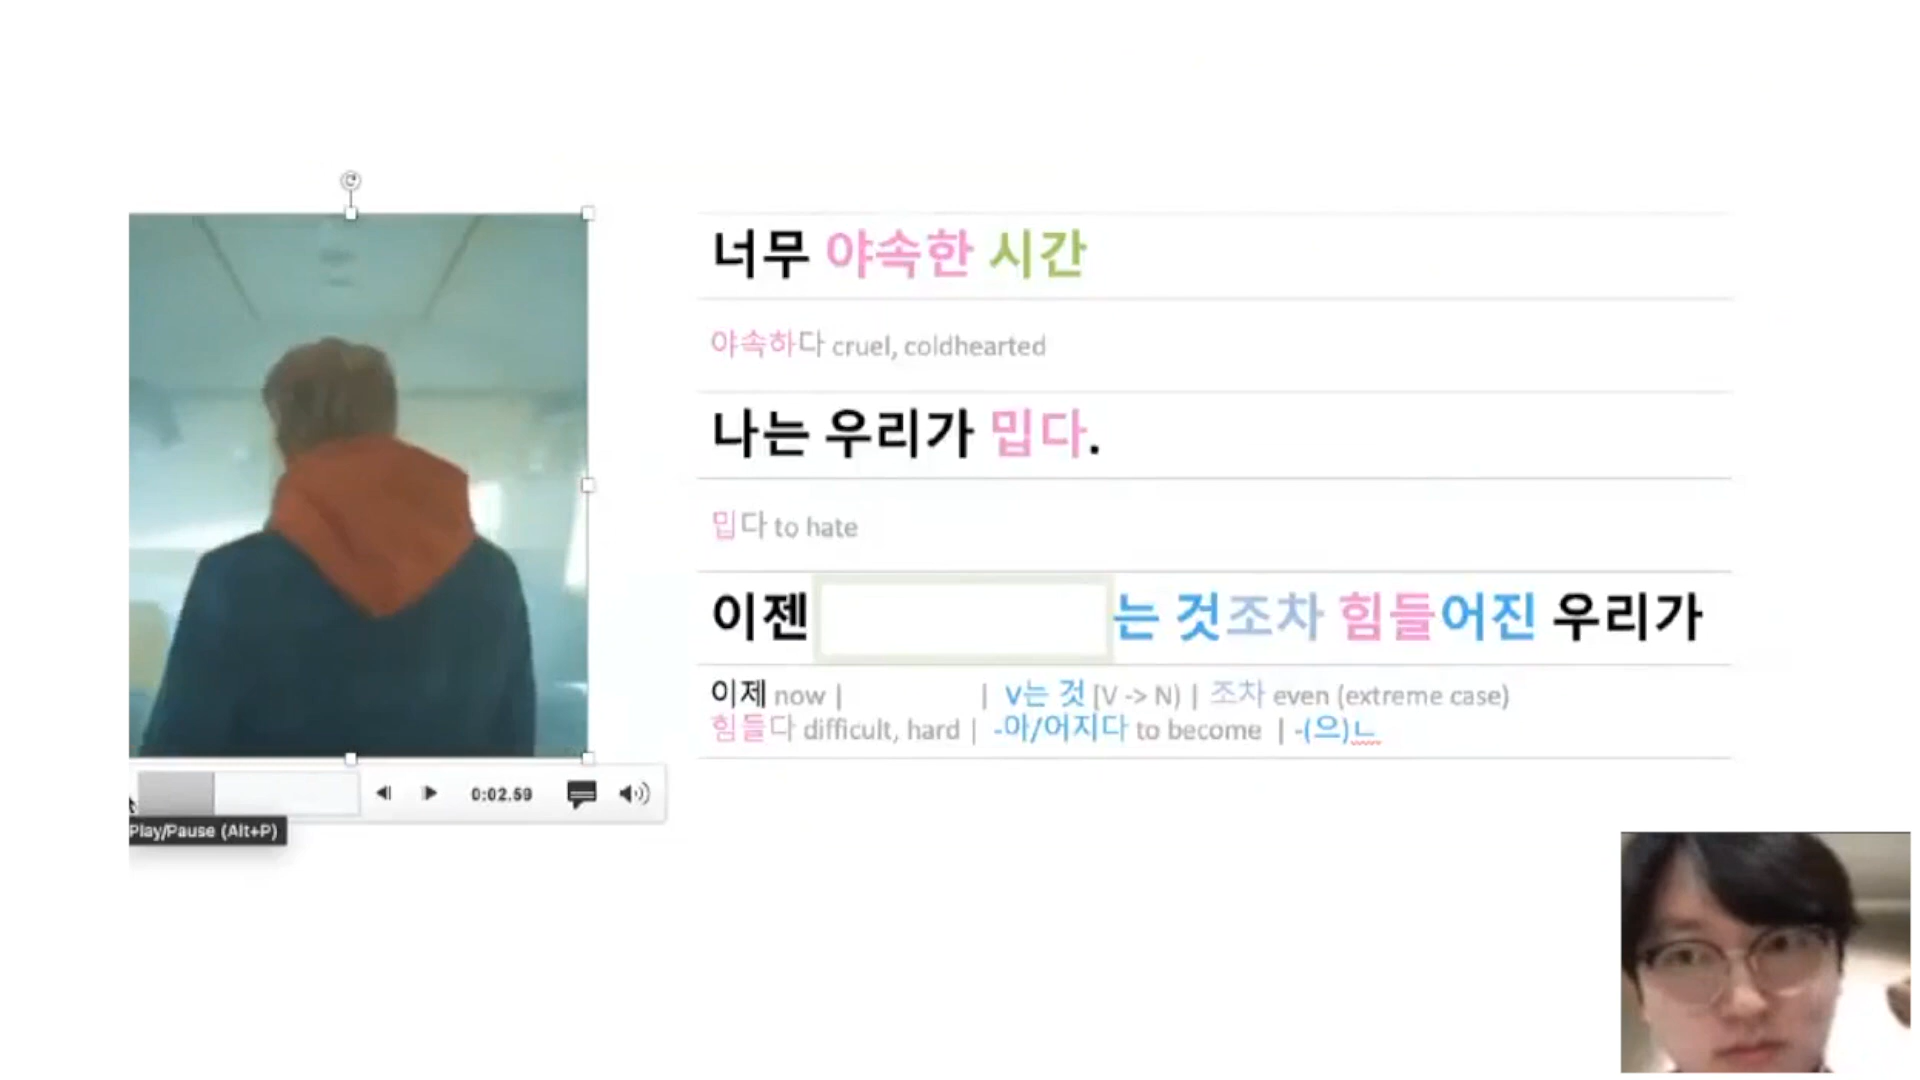 너무 야속한 시간
야속하다 cruel, coldhearted
나는 우리가 밉다.
밉다 to hate
이젠 는 것조차 힘들어진 우리가
이제 now | | V는 것 [V -> N) | 조차 even (extreme case)
힘들다 difficult, hard | -아/어지다 to become | -(으)ㄴ
0:02.59
Play/Pause (Alt+P)